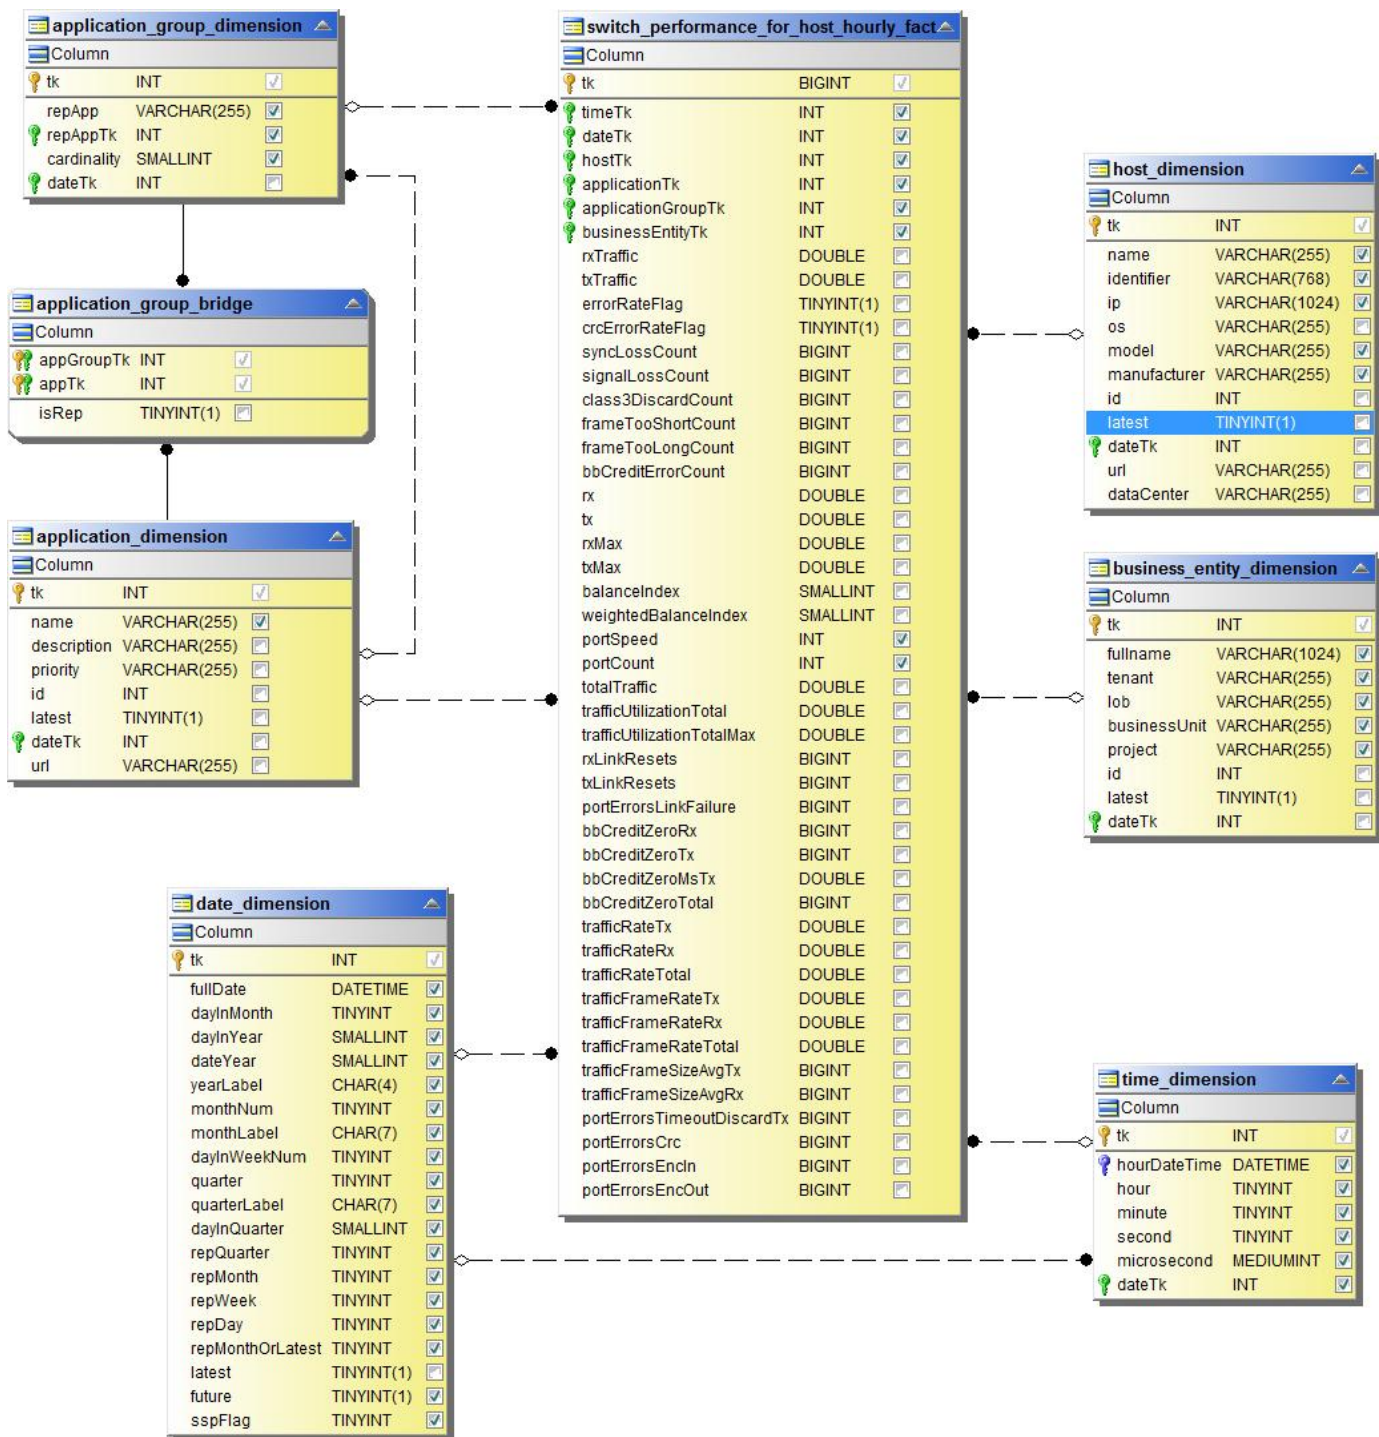 application_group_dimension
Column
tk INT
repApp VARCHAR(255)
repAppTk INT
cardinality SMALLINT
dateTk INT
application_group_bridge
Column
appGroupTk INT
appTk INT
isRep TINYINT(1)
application_dimension
Column
tk INT
name VARCHAR(255)
description VARCHAR(255)
priority VARCHAR(255)
id INT
latest TINYINT(1)
dateTk INT
url VARCHAR(255)
date_dimension
Column
tk INT
fullDate DATETIME
dayInMonth TINYINT
dayInYear SMALLINT
dateYear SMALLINT
yearLabel CHAR(4)
monthNum TINYINT
monthLabel CHAR(7)
dayInWeekNum TINYINT
quarter TINYINT
quarterLabel CHAR(7)
dayInQuarter SMALLINT
repQuarter TINYINT
repMonth TINYINT
repWeek TINYINT
repDay TINYINT
repMonthOrLatest TINYINT
latest TINYINT(1)
future TINYINT(1)
sspFlag TINYINT
switch_performance_for_host_hourly_fact
Column
tk BIGINT
timeTk INT
dateTk INT
hostTk INT
applicationTk INT
applicationGroupTk INT
businessEntityTk INT
rxTraffic DOUBLE
txTraffic DOUBLE
errorRateFlag TINYINT(1)
crcErrorRateFlag TINYINT(1)
syncLossCount BIGINT
signalLossCount BIGINT
class3DiscardCount BIGINT
frameTooShortCount BIGINT
frameTooLongCount BIGINT
bbCreditErrorCount BIGINT
rx DOUBLE
tx DOUBLE
rxMax DOUBLE
txMax DOUBLE
balanceIndex SMALLINT
weightedBalanceIndex SMALLINT
portSpeed INT
portCount INT
totalTraffic DOUBLE
trafficUtilizationTotal DOUBLE
trafficUtilizationTotalMax DOUBLE
rxLinkResets BIGINT
txLinkResets BIGINT
portErrorsLinkFailure BIGINT
bbCreditZeroRx BIGINT
bbCreditZeroTx BIGINT
bbCreditZeroMsTx DOUBLE
bbCreditZeroTotal BIGINT
trafficRateTx DOUBLE
trafficRateRx DOUBLE
trafficRateTotal DOUBLE
trafficFrameRateTx DOUBLE
trafficFrameRateRx DOUBLE
trafficFrameRateTotal DOUBLE
trafficFrameSizeAvgTx BIGINT
trafficFrameSizeAvgRx BIGINT
portErrorsTimeoutDiscardTx BIGINT
portErrorsCrc BIGINT
portErrorsEncIn BIGINT
portErrorsEncOut BIGINT
host_dimension
Column
tk INT
name VARCHAR(255)
identifier VARCHAR(768)
ip VARCHAR(1024)
os VARCHAR(255)
model VARCHAR(255)
manufacturer VARCHAR(255)
id INT
latest TINYINT(1)
dateTk INT
url VARCHAR(255)
dataCenter VARCHAR(255)
business_entity_dimension
Column
tk INT
fullname VARCHAR(1024)
tenant VARCHAR(255)
lob VARCHAR(255)
businessUnit VARCHAR(255)
project VARCHAR(255)
id INT
latest TINYINT(1)
dateTk INT
time_dimension
Column
tk INT
hourDateTime DATETIME
hour TINYINT
minute TINYINT
second TINYINT
microsecond MEDIUMINT
dateTk INT